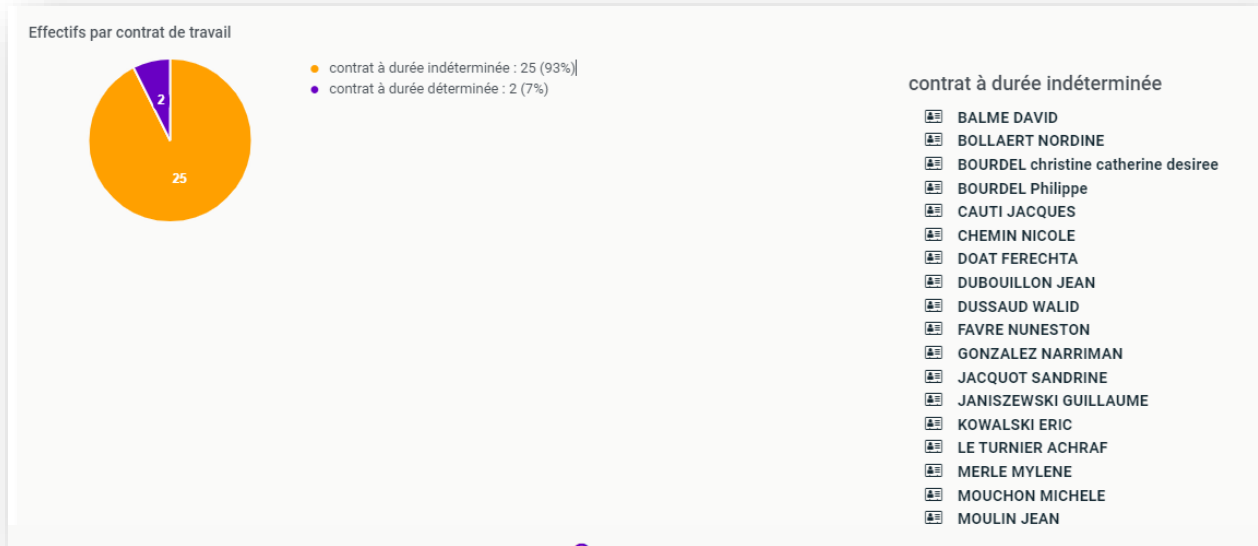 Effectifs par contrat de travail
2
25
contrat à durée indéterminée : 25 (93%)
contrat à durée déterminée : 2 (7%)
contrat à durée indéterminée
BALME DAVID
BOLLAERT NORDINE
BOURDEL christine catherine desiree
BOURDEL Philippe
CAUTI JACQUES
CHEMIN NICOLE
DOAT FERECHTA
DUBOUILLON JEAN
DUSSAUD WALID
FAVRE NUNESTON
GONZALEZ NARRIMAN
JACQUOT SANDRINE
JANISZEWSKI GUILLAUME
KOWALSKI ERIC
LE TURNIER ACHRAF
MERLE MYLENE
MOUCHON MICHELE
MOULIN JEAN